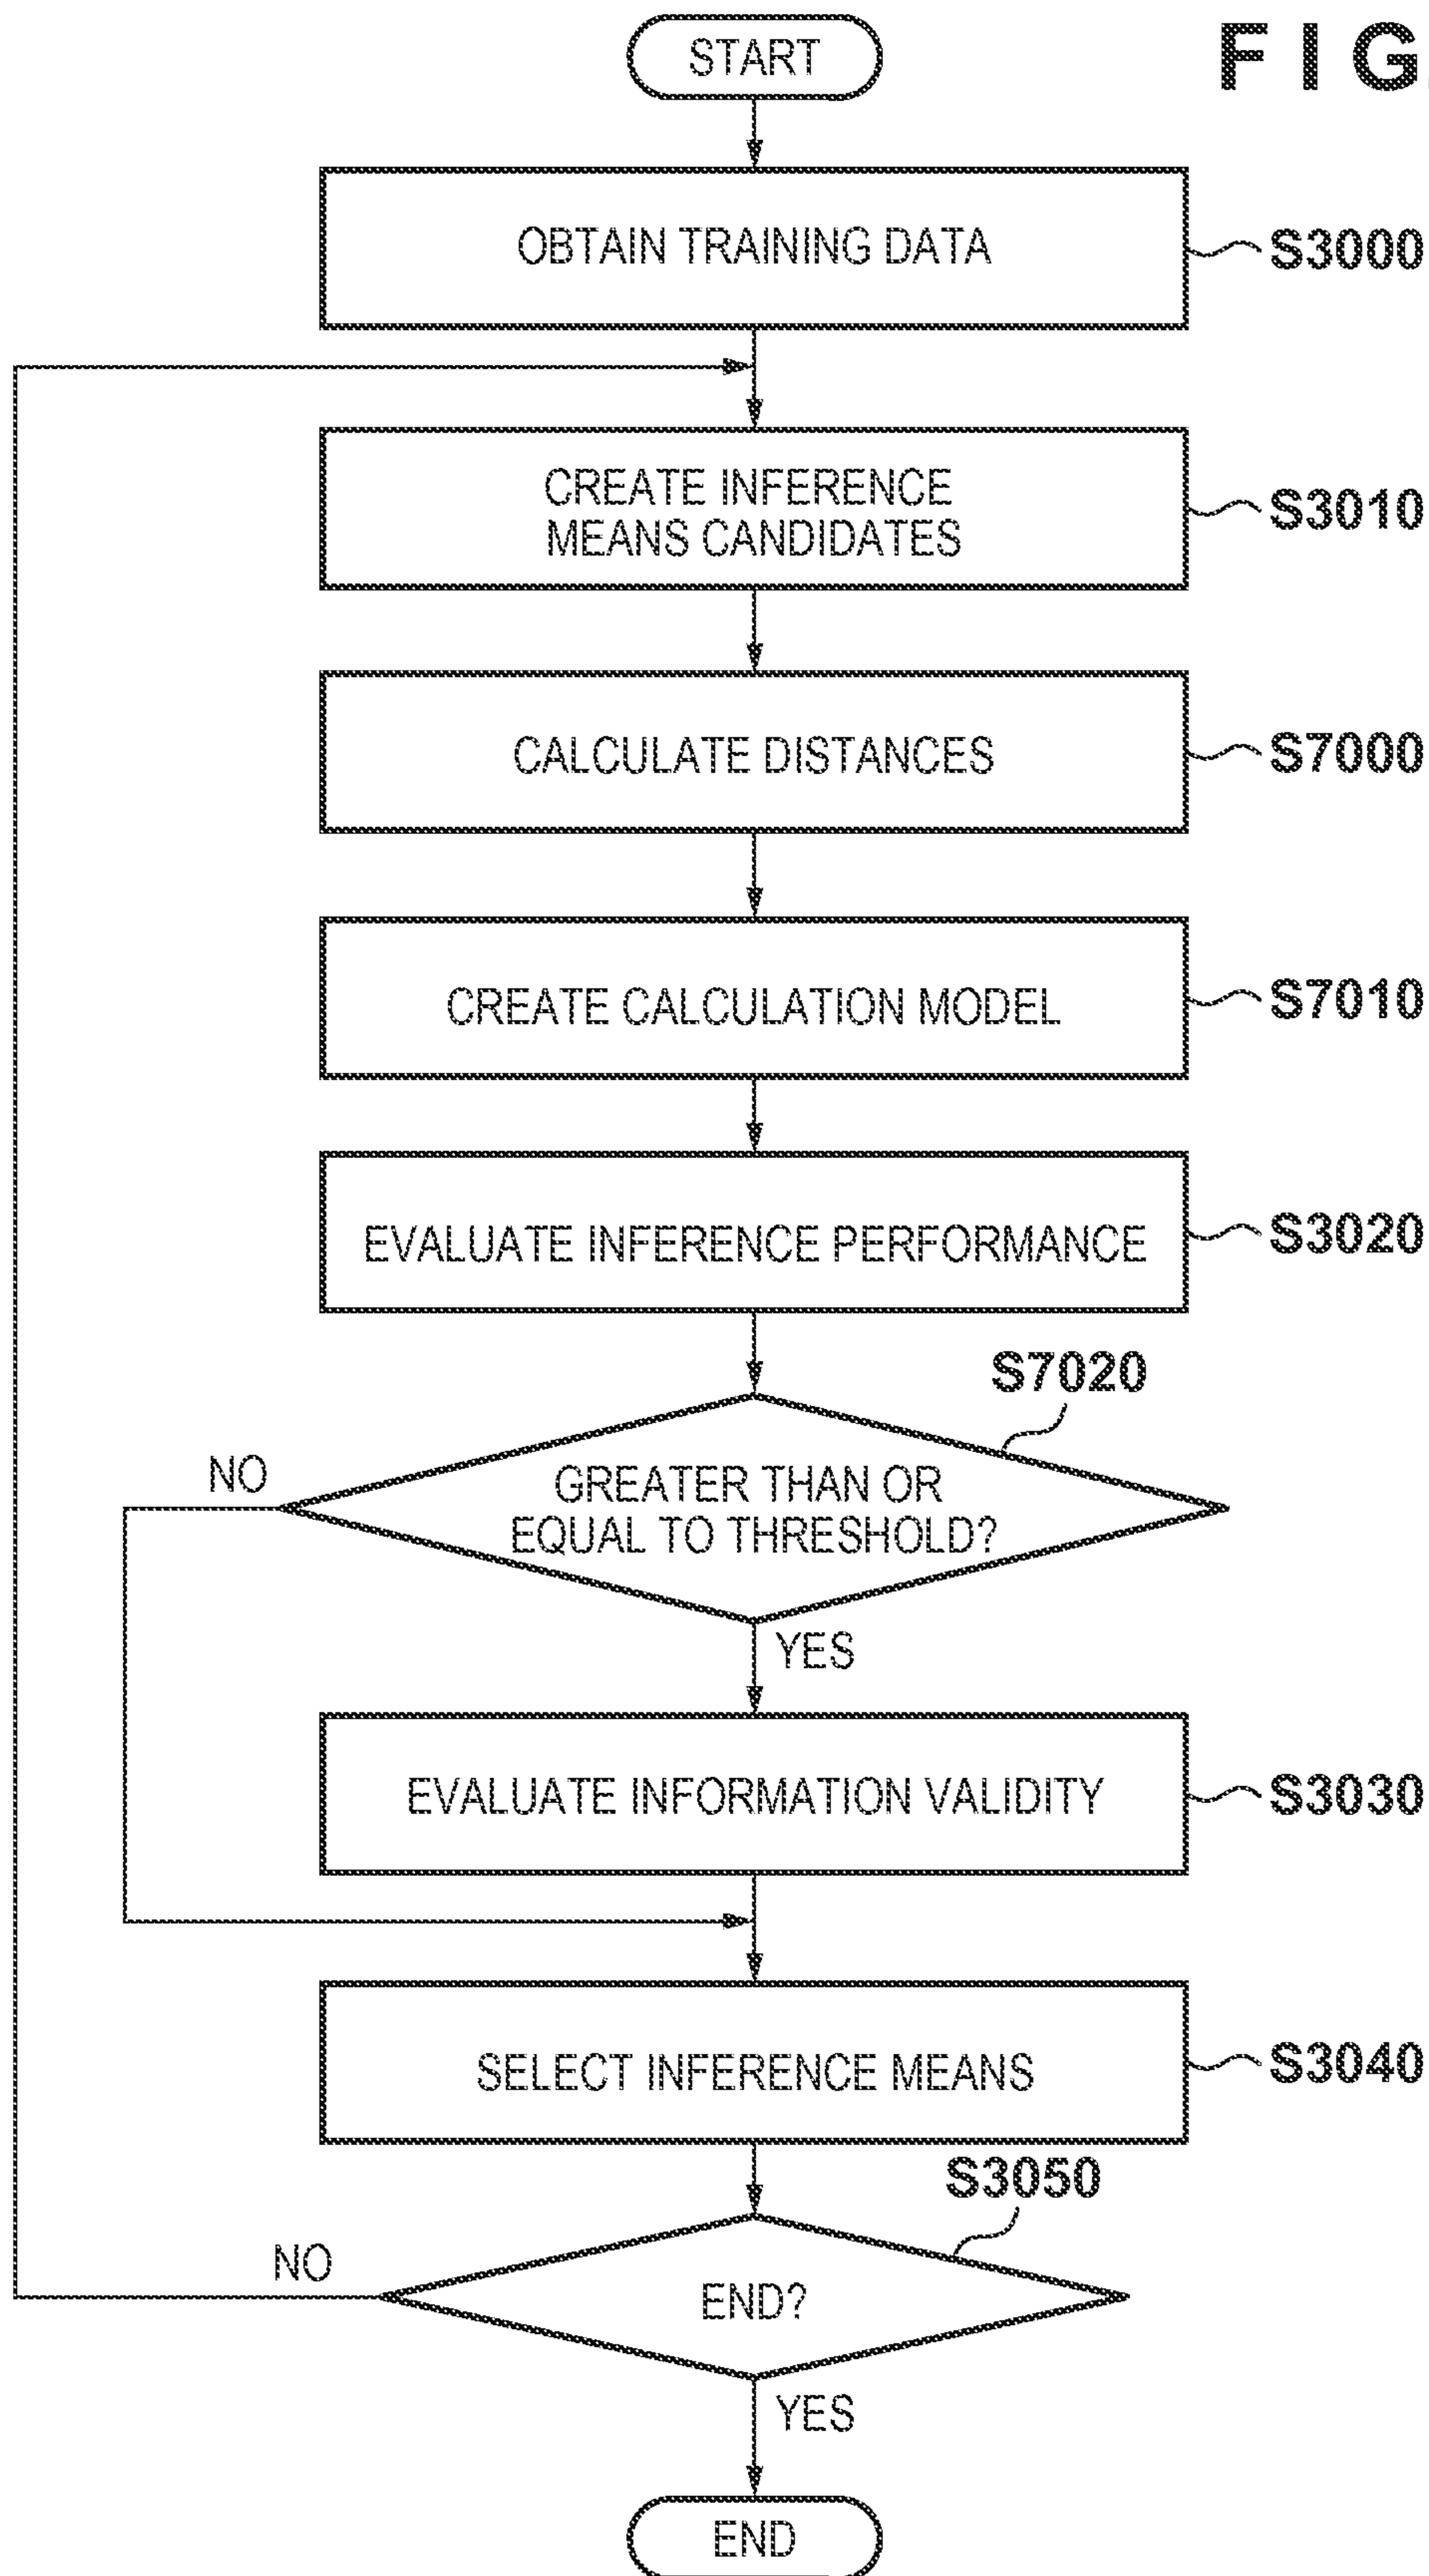 START
FIG.
OBTAIN TRAINING DATA
S3000
CREATE INFERENCE
MEANS CANDIDATES
S3010
CALCULATE DISTANCES
S7000
CREATE CALCULATION MODEL
S7010
EVALUATE INFERENCE PERFORMANCE
S3020
S7020
NO
GREATER THAN OR
EQUAL TO THRESHOLD?
YES
EVALUATE INFORMATION VALIDITY
S3030
SELECT INFERENCE MEANS
S3040
S3050
NO
END?
YES
END